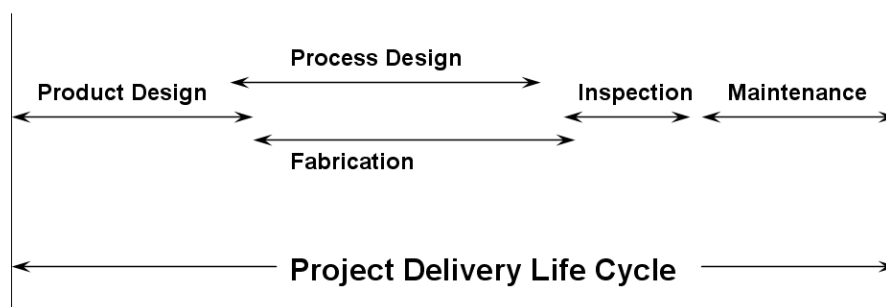 Process Design
Product Design
Inspection
Maintenance
Fabrication
Project Delivery Life Cycle